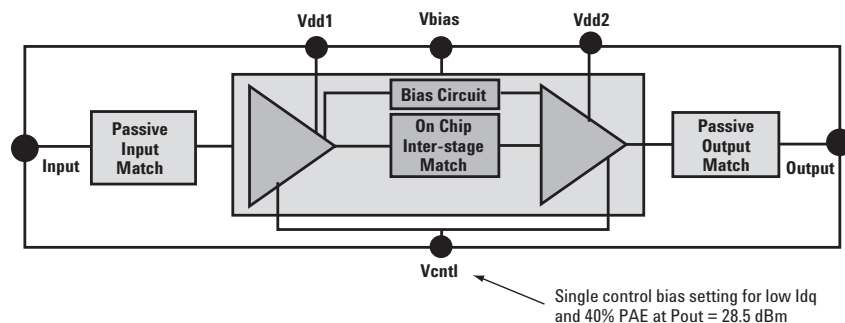 Vdd1
Vbias
Vdd2
Bias Circuit
Passive
Input
Match
On Chip
Inter-stage
Match
Passive
Output
Match
Input
Output
Vcntl
Single control bias setting for low Idq
and 40% PAE at Pout = 28.5 dBm